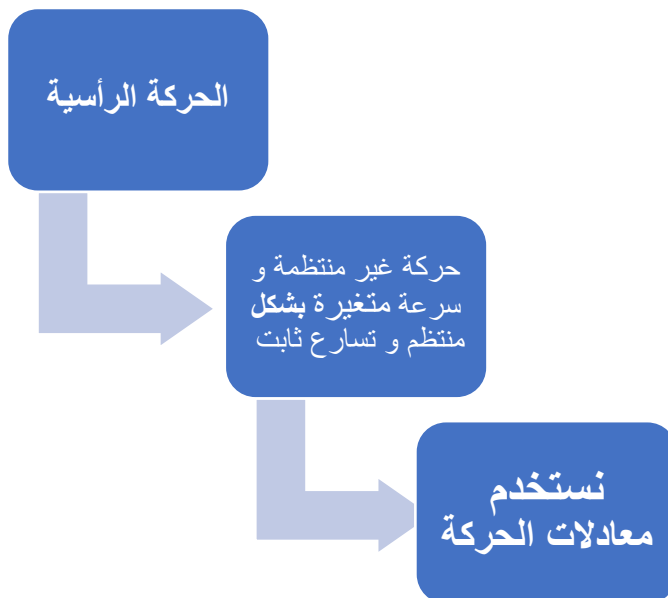 الحركة الرأسية
حركة غير منتظمة و
سرعة متغيرة بشكل
منتظم و تسارع ثابت
نستخدم
معادلات الحركة